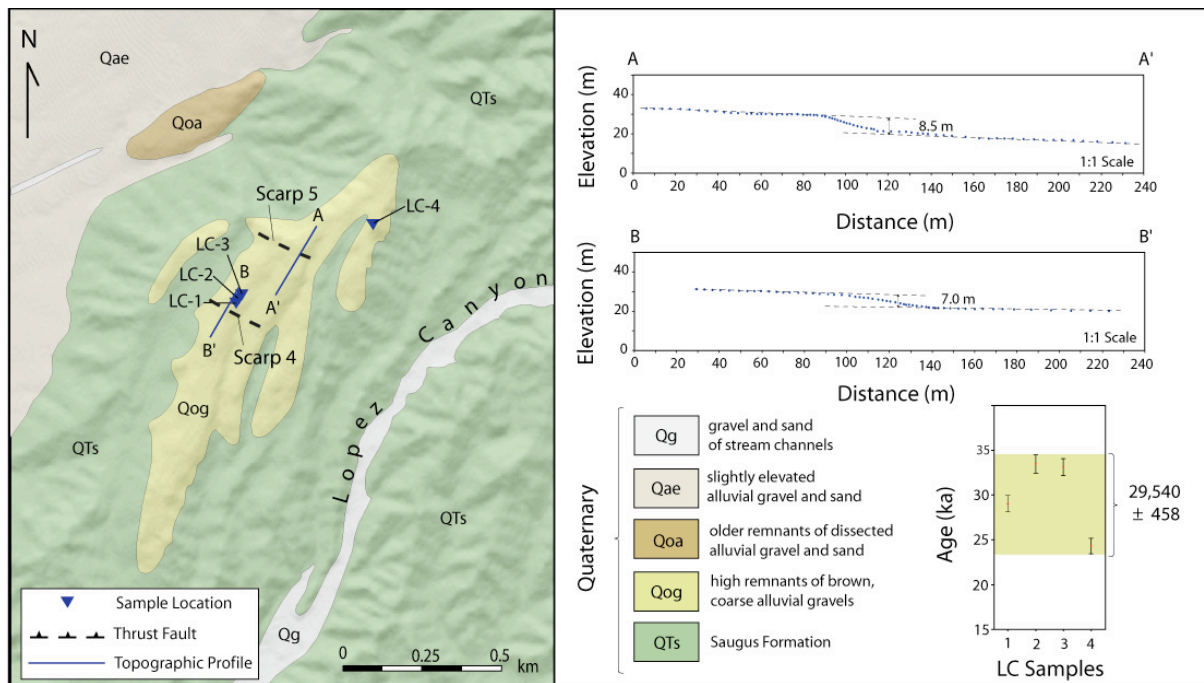 N
Qae
Qoa
QTs
Scarp 5
A
LC-4
LC-3
B
LC-2
LC-1
A'
B'
Scarp 4
Qog
QTs
Lopez Canyon
QTs
Qg
Sample Location
Thrust Fault
Topographic Profile
0 0.25 0.5
km
A A'
Elevation (m)
40
20
0
8.5 m
1:1 Scale
0 20 40 60 80 100 120 140 160 180 200 220 240
Distance (m)
B B'
Elevation (m)
40
20
0
7.0 m
1:1 Scale
0 20 40 60 80 100 120 140 160 180 200 220 240
Distance (m)
Quaternary
Qg
gravel and sand
of stream channels
Qae
slightly elevated
alluvial gravel and sand
Qoa
older remnants of dissected
alluvial gravel and sand
Qog
high remnants of brown,
coarse alluvial gravels
QTs
Saugus Formation
Age (ka)
35
30
25
20
15
1 2 3 4
LC Samples
29,540
± 458